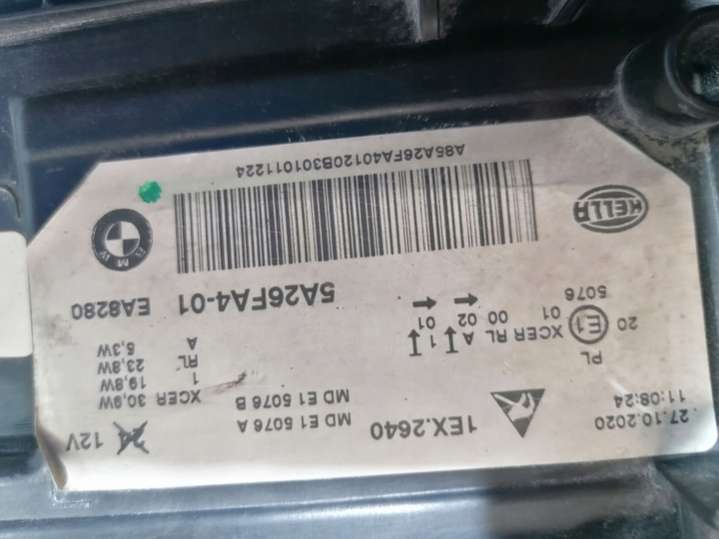 27.10.2020
11:08:24
1EX.2640
MD E1 5076 A
MD E1 5076 B
24 12V
XCER 30,9W
1 19,8W
RL 23,8W
A 5,3W
PL
20 E1 XCER RL A 1
01 00 02 01
5076
5A26FA4-01
EA8280
HELLA
BMW
A85A26FA40120B301011224